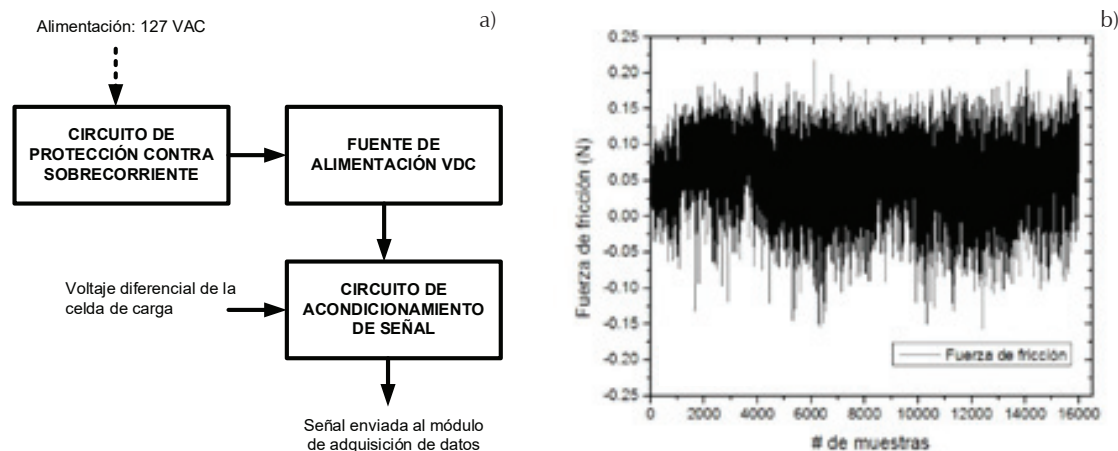 Alimentación: 127 VAC
a)
CIRCUITO DE
PROTECCIÓN CONTRA
SOBRECORRIENTE
FUENTE DE
ALIMENTACIÓN VDC
Voltaje diferencial de la
celda de carga
CIRCUITO DE
ACONDICIONAMIENTO
DE SEÑAL
Señal enviada al módulo
de adquisición de datos
b)
Fuerza de fricción (N)
0.25
0.20
0.15
0.10
0.05
0.00
-0.05
-0.10
-0.15
-0.20
-0.25
Fuerza de fricción
0 2000 4000 6000 8000 10000 12000 14000 16000
# de muestras